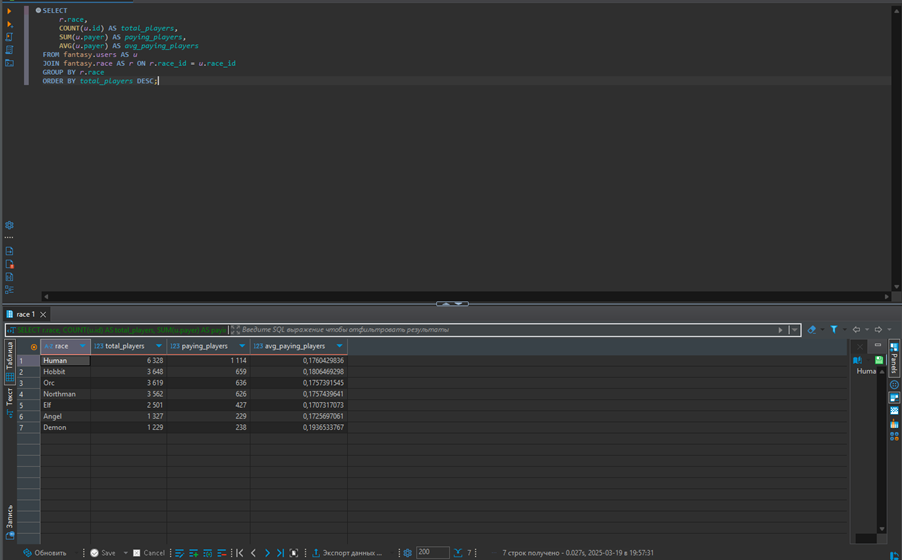 SELECT
r.race,
COUNT(u.id) AS total_players,
SUM(u.payer) AS paying_players,
AVG(u.payer) AS avg_paying_players
FROM fantasy.users AS u
JOIN fantasy.race AS r ON r.race_id = u.race_id
GROUP BY r.race
ORDER BY total_players DESC;
race 1
SELECT r.race, COUNT(u.id) AS total_players, SUM(u.payer) AS paye Введите SQL выражение чтобы отфильтровать результаты
Таблица
Текст
Запись
race total_players paying_players avg_paying_players
1 Human 6 328 1 114 0,1760429836
2 Hobbit 3 648 659 0,1806469298
3 Orc 3 619 636 0,1757391545
4 Northman 3 562 626 0,1757439641
5 Elf 2 501 427 0,1707317073
6 Angel 1 327 229 0,1725697061
7 Demon 1 229 238 0,1936533767
Huma
Panels
Обновить Save Cancel Экспорт данных ... 200 7 7 строк получено - 0.027s, 2025-03-19 в 19:57:31